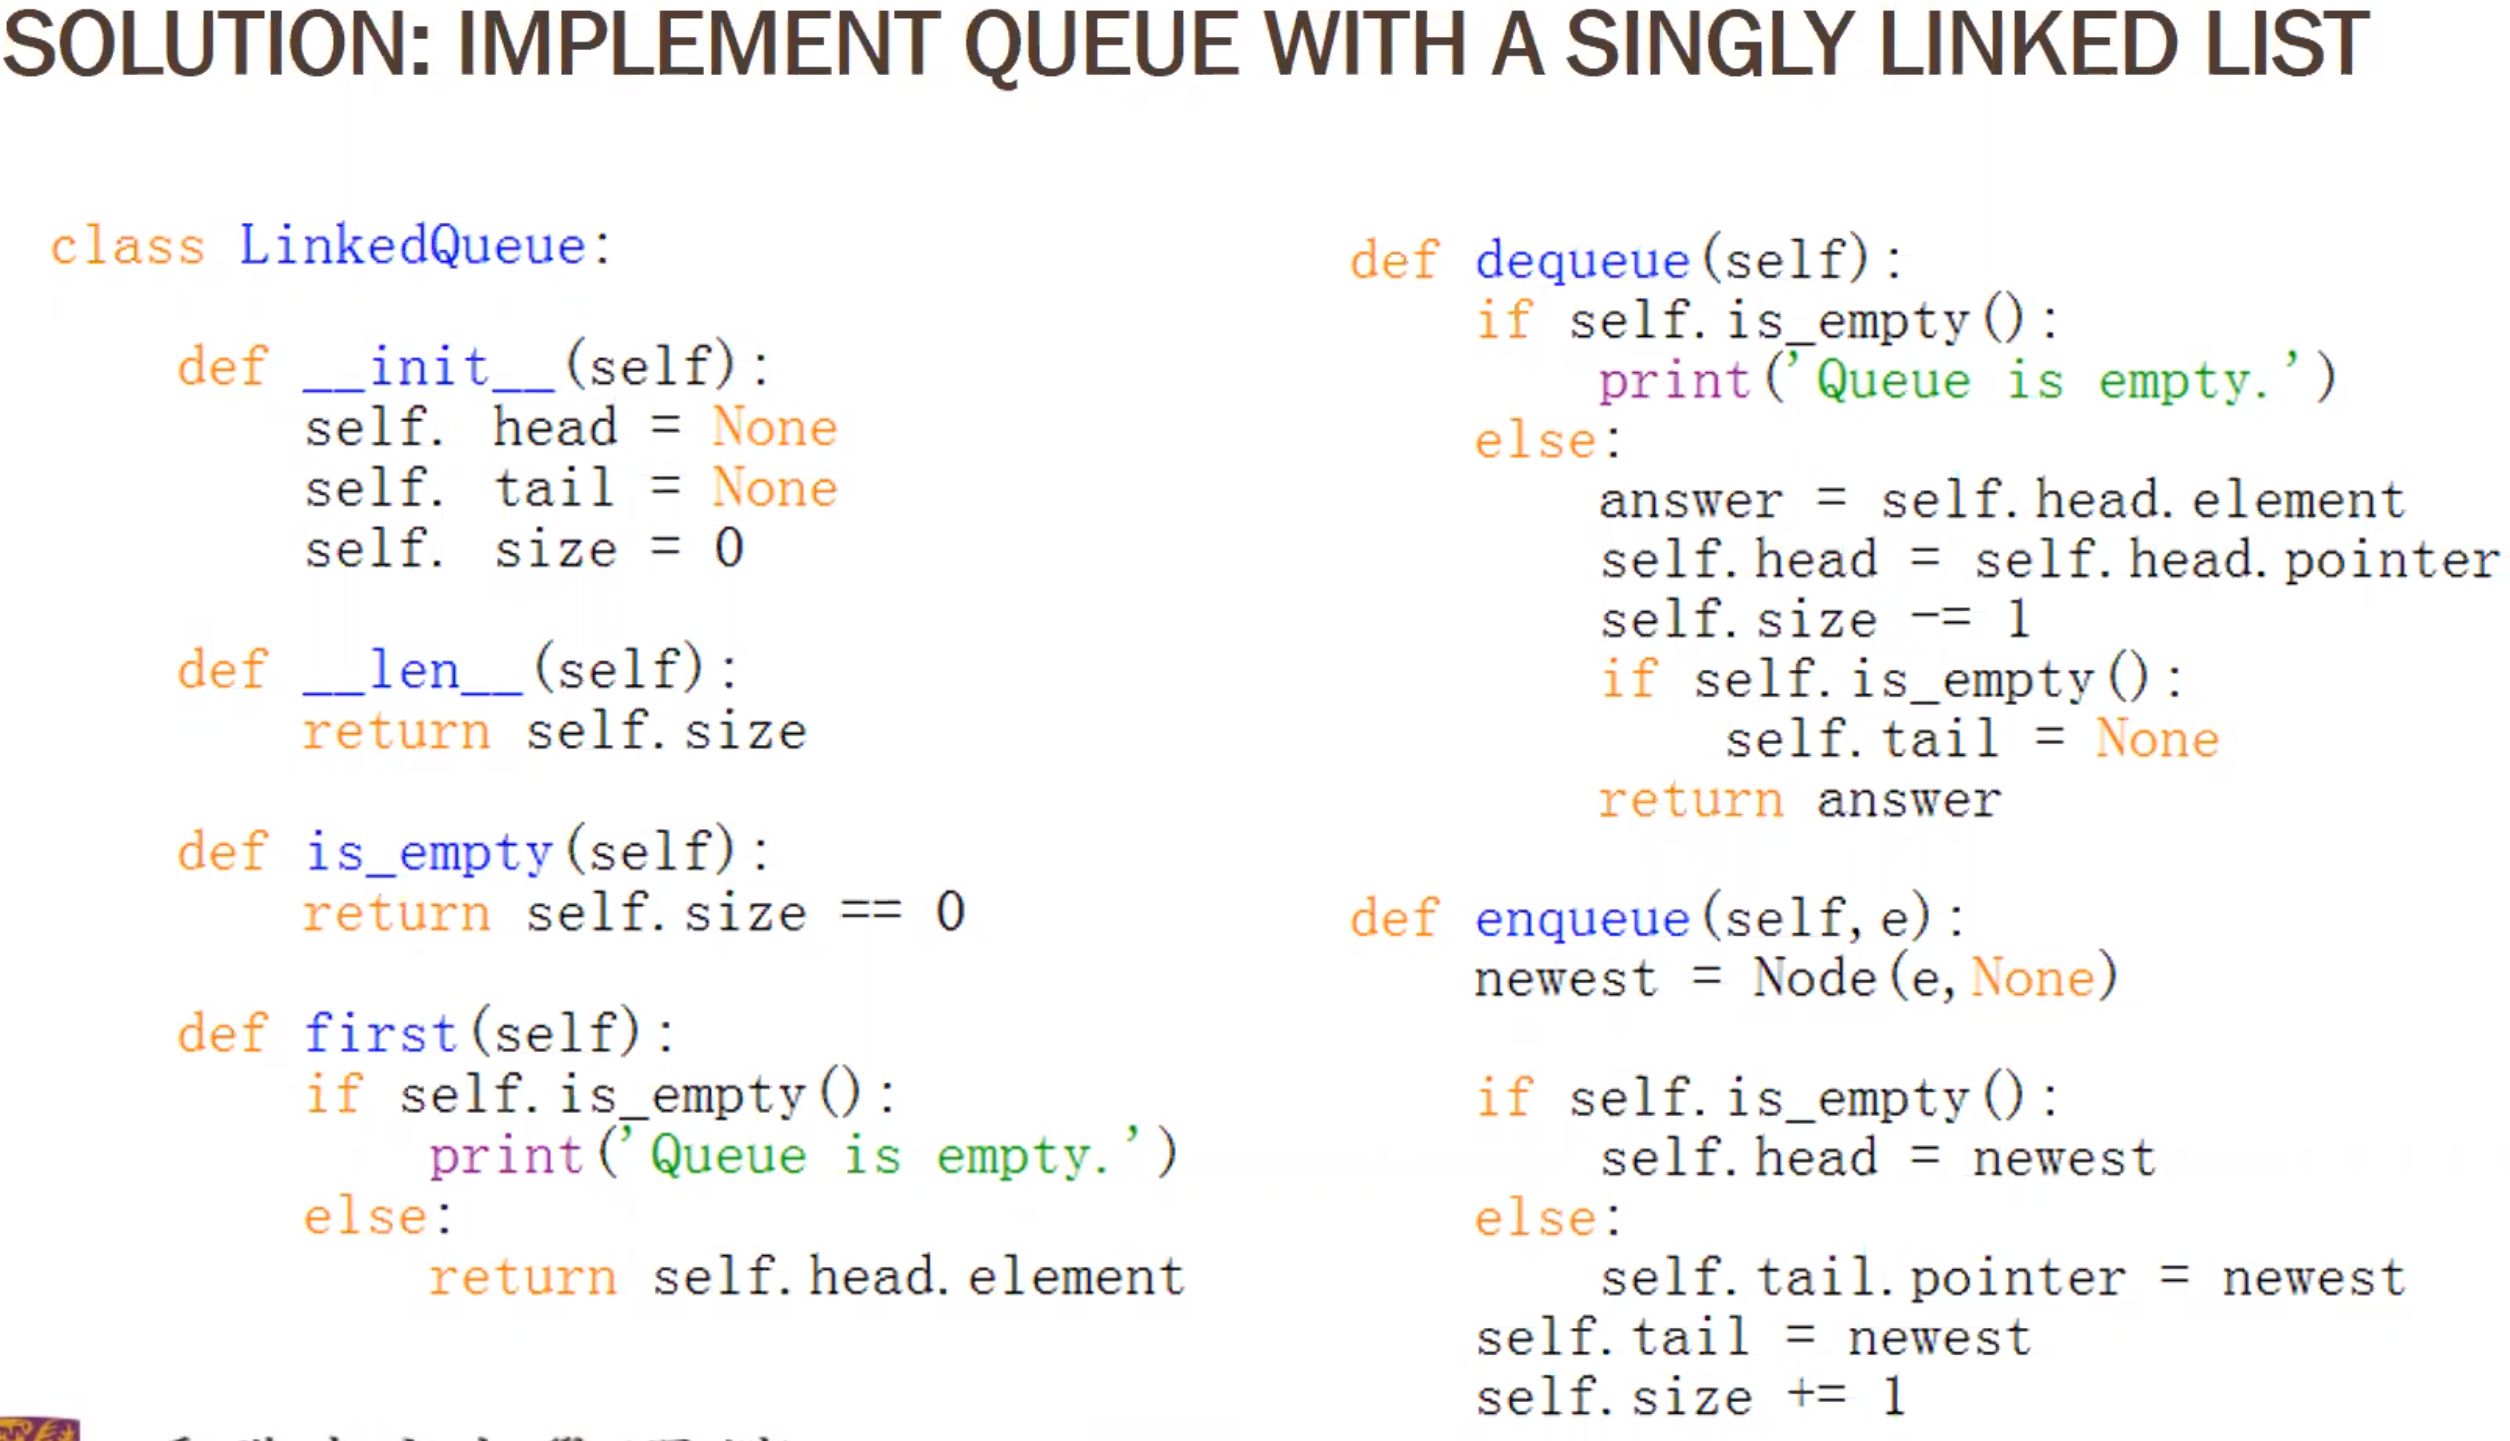 SOLUTION: IMPLEMENT QUEUE WITH A SINGLY LINKED LIST
class LinkedQueue:
def __init__(self):
self. head = None
self. tail = None
self. size = 0
def __len__(self):
return self.size
def is_empty(self):
return self.size == 0
def first(self):
if self.is_empty():
print('Queue is empty.')
else:
return self.head.element
def dequeue(self):
if self.is_empty():
print('Queue is empty.')
else:
answer = self.head.element
self.head = self.head.pointer
self.size -= 1
if self.is_empty():
self.tail = None
return answer
def enqueue(self,e):
newest = Node(e,None)
if self.is_empty():
self.head = newest
else:
self.tail.pointer = newest
self.tail = newest
self.size += 1